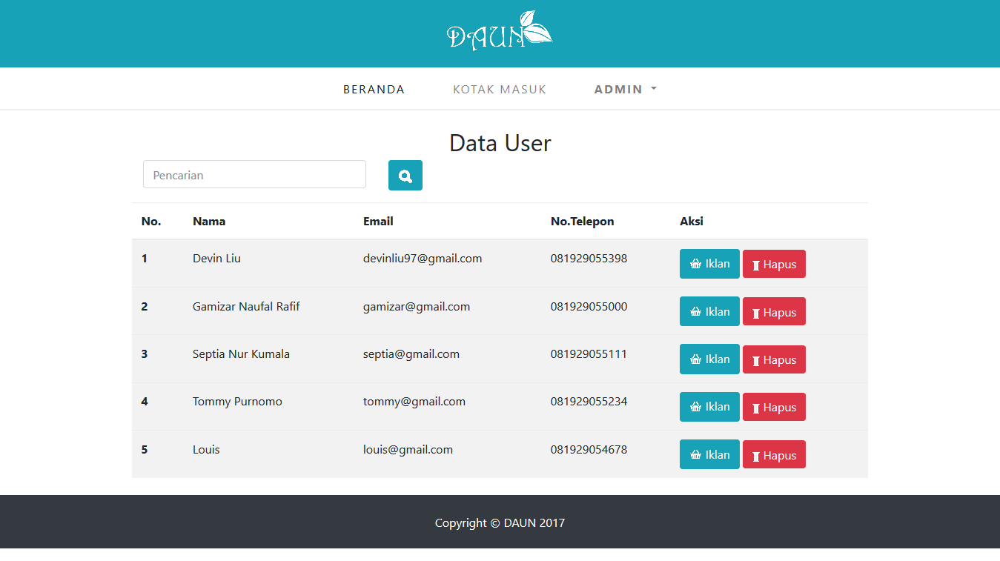 DAUN
BERANDA KOTAK MASUK ADMIN
Data User
Pencarian
No. Nama Email No.Telepon Aksi
1 Devin Liu devinliu97@gmail.com 081929055398 Iklan Hapus
2 Gamizar Naufal Rafif gamizar@gmail.com 081929055000 Iklan Hapus
3 Septia Nur Kumala septia@gmail.com 081929055111 Iklan Hapus
4 Tommy Purnomo tommy@gmail.com 081929055234 Iklan Hapus
5 Louis louis@gmail.com 081929054678 Iklan Hapus
Copyright © DAUN 2017